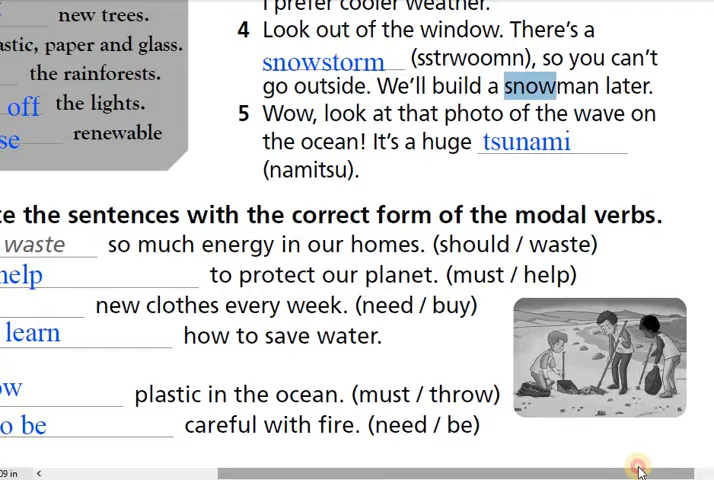 I prefer cooler weather.
4 Look out of the window. There's a
snowstorm (sstrwoomn), so you can't
go outside. We'll build a snowman later.
5 Wow, look at that photo of the wave on
the ocean! It's a huge tsunami
(namitsu).
new trees.
astic, paper and glass.
the rainforests.
off the lights.
se renewable
te the sentences with the correct form of the modal verbs.
waste so much energy in our homes. (should / waste)
help to protect our planet. (must / help)
new clothes every week. (need / buy)
learn how to save water.
ow plastic in the ocean. (must / throw)
o be careful with fire. (need / be)
09 in